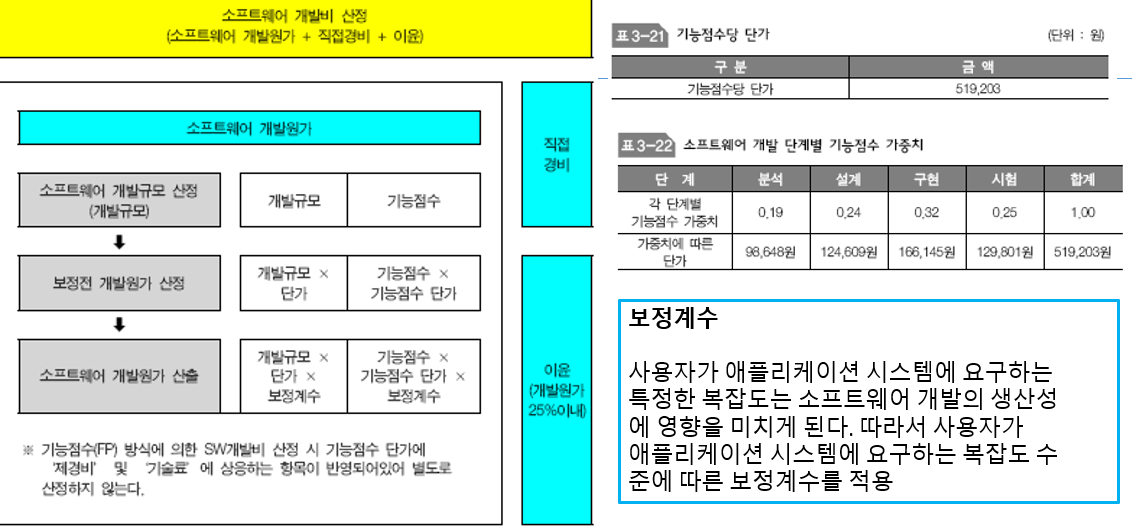 소프트웨어 개발비 산정
(소프트웨어 개발원가 + 직접경비 + 이윤)
소프트웨어 개발원가
소프트웨어 개발규모 산정
(개발규모)
개발규모
기능점수
보정전 개발원가 산정
개발규모 ×
단가
기능점수 ×
기능점수 단가
소프트웨어 개발원가 산출
개발규모 ×
단가 ×
보정계수
기능점수 ×
기능점수 단가 ×
보정계수
※ 기능점수(FP) 방식에 의한 SW개발비 산정 시 기능점수 단가에
'제경비' 및 '기술료' 에 상응하는 항목이 반영되어있어 별도로
산정하지 않는다.
직접
경비
이윤
(개발원가
25%이내)
표 3-21 기능점수당 단가 (단위 : 원)
구 분 금 액
기능점수당 단가 519,203
표 3-22 소프트웨어 개발 단계별 기능점수 가중치
단 계 분석 설계 구현 시험 합계
각 단계별
기능점수 가중치
0.19 0.24 0.32 0.25 1.00
가중치에 따른
단가
98,648원 124,609원 166,145원 129,801원 519,203원
보정계수
사용자가 애플리케이션 시스템에 요구하는
특정한 복잡도는 소프트웨어 개발의 생산성
에 영향을 미치게 된다. 따라서 사용자가
애플리케이션 시스템에 요구하는 복잡도 수
준에 따른 보정계수를 적용